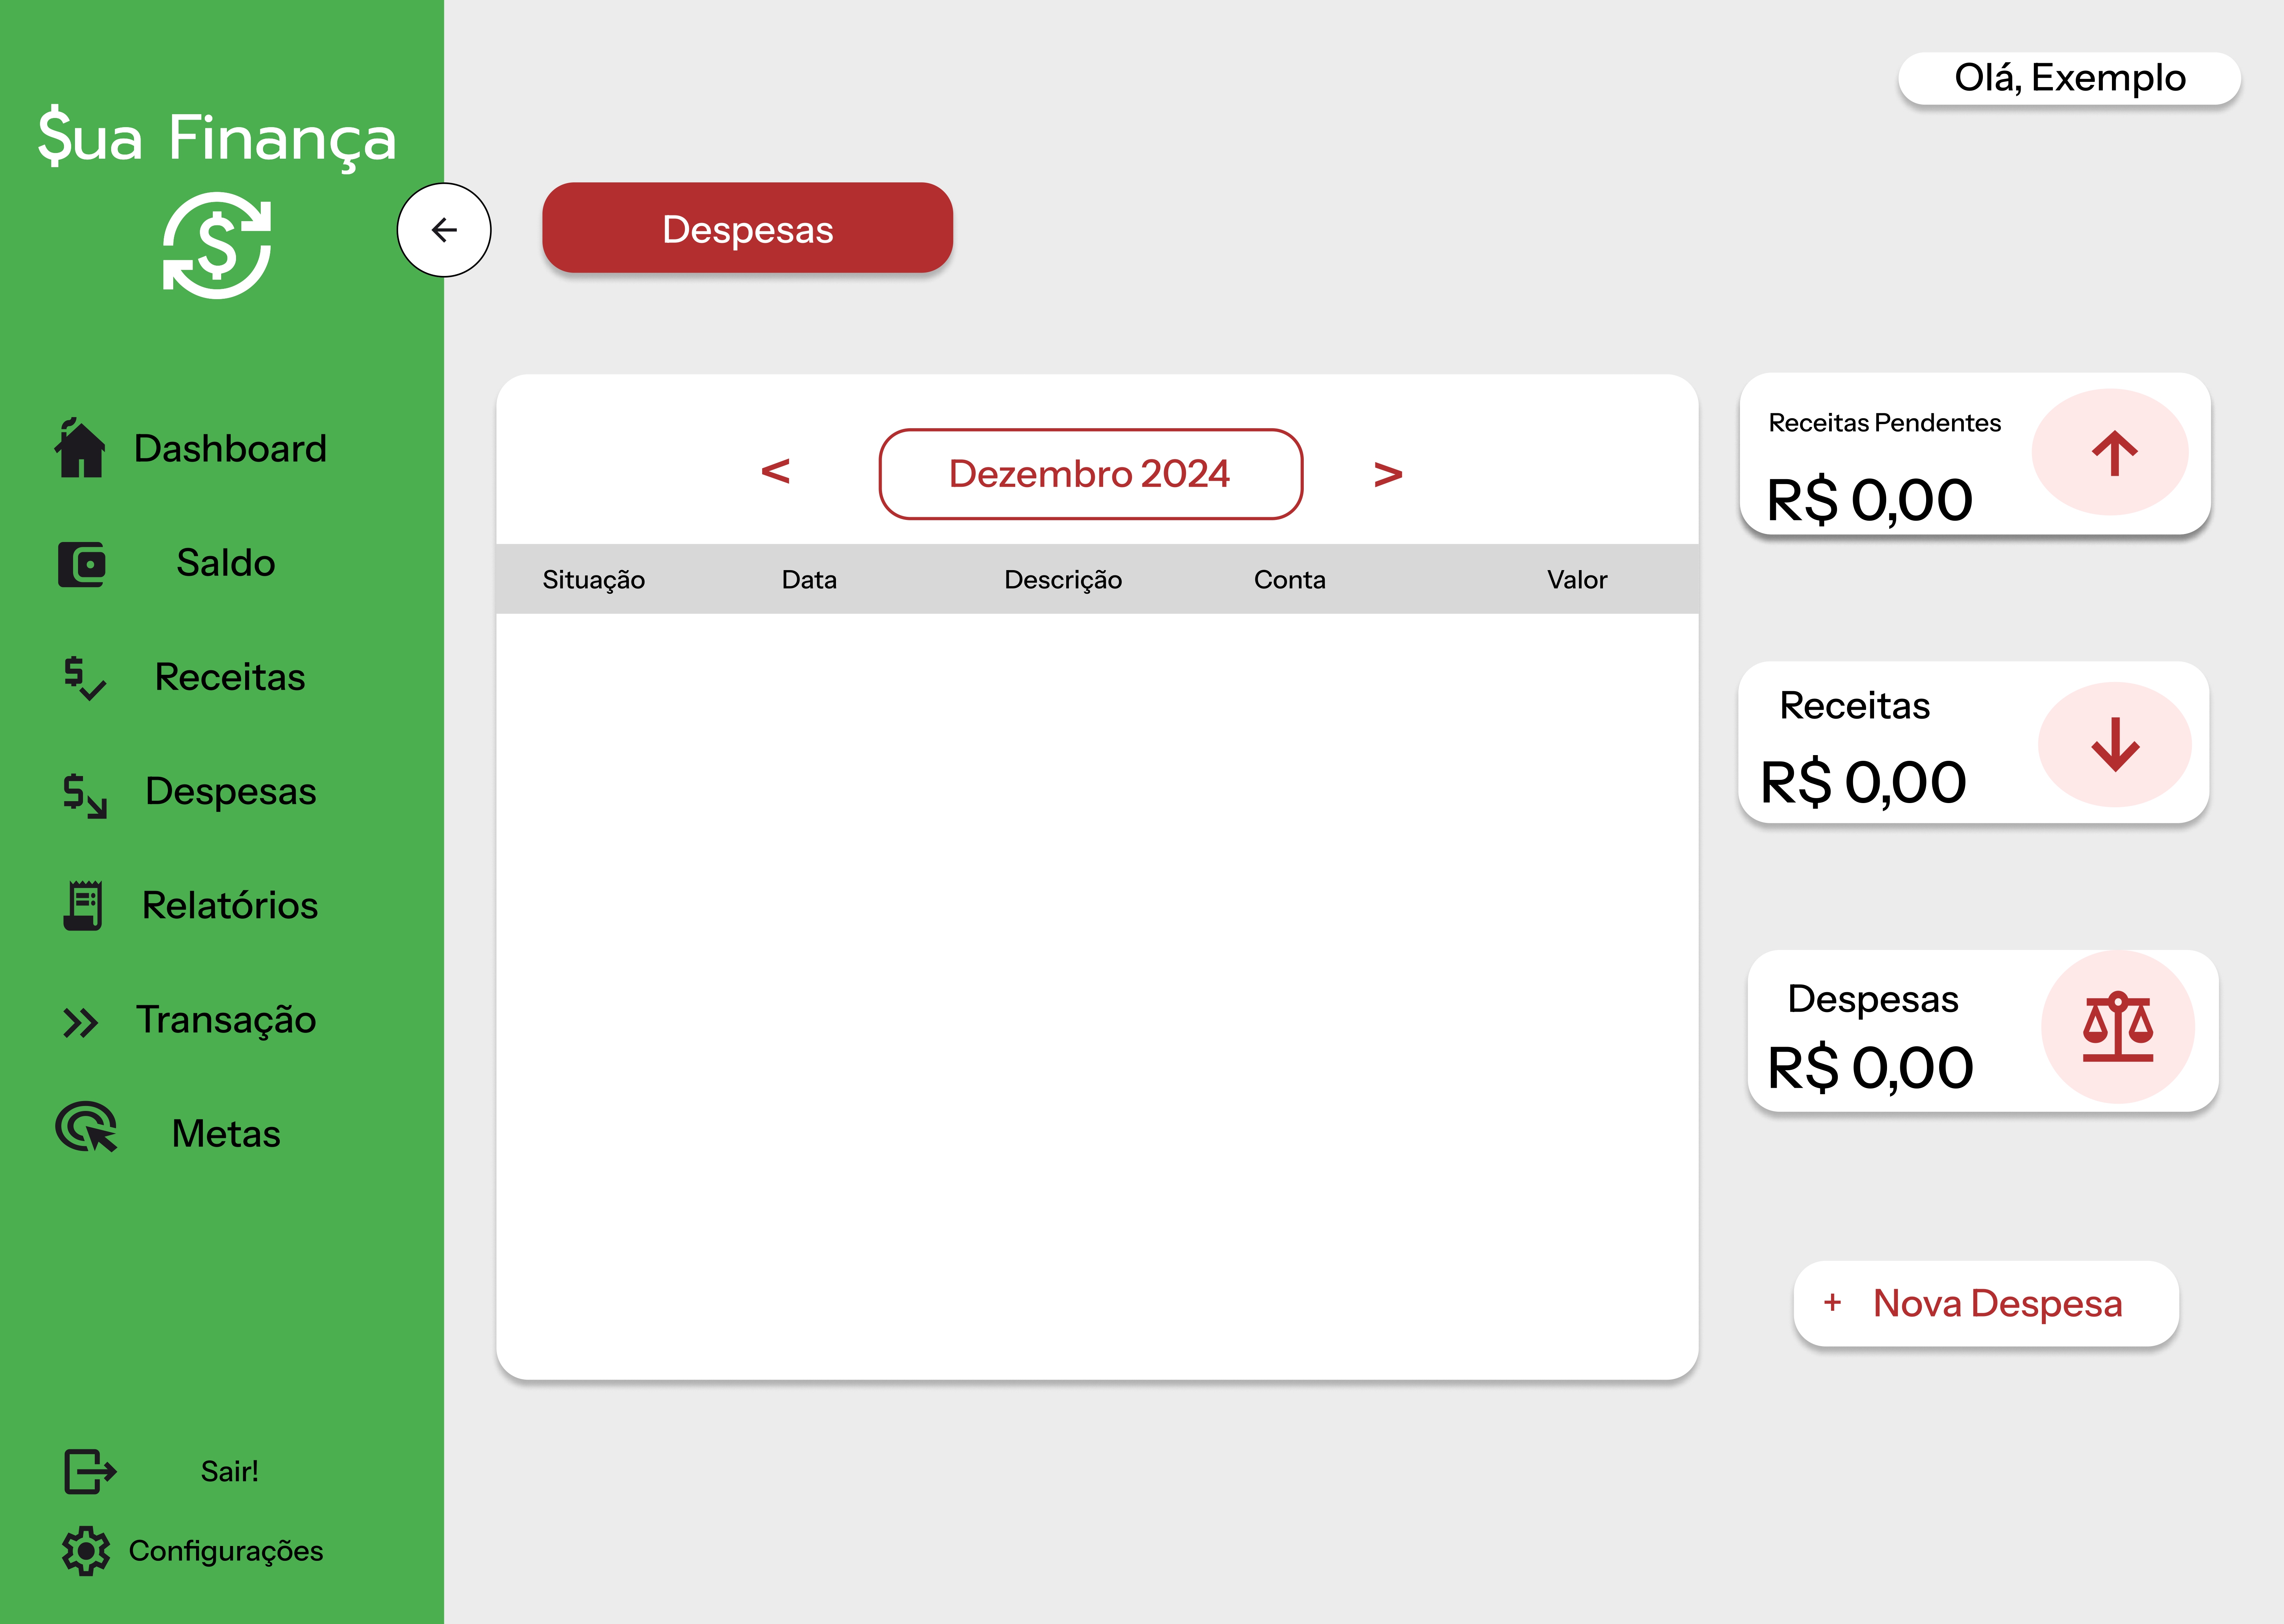 $ua Finança
Dashboard
Saldo
Receitas
Despesas
Relatórios
Transação
Metas
Sair!
Configurações
Olá, Exemplo
Despesas
< Dezembro 2024 >
Situação Data Descrição Conta Valor
Receitas Pendentes
R$ 0,00
Receitas
R$ 0,00
Despesas
R$ 0,00
+ Nova Despesa